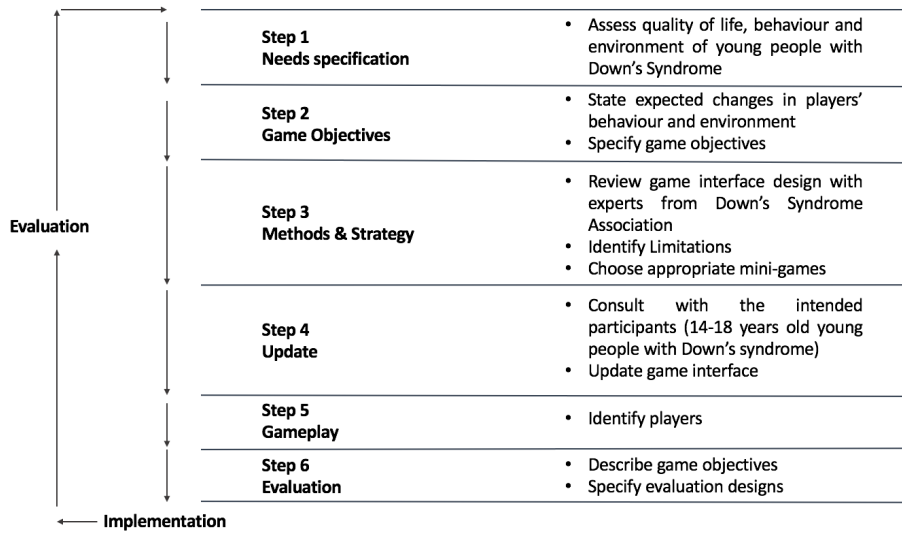 Step 1
Needs specification
• Assess quality of life, behaviour and
environment of young people with
Down's Syndrome
Step 2
Game Objectives
• State expected changes in players'
behaviour and environment
• Specify game objectives
Step 3
Methods & Strategy
• Review game interface design with
experts from Down's Syndrome
Association
• Identify Limitations
• Choose appropriate mini-games
Evaluation
Step 4
Update
• Consult with the intended
participants (14-18 years old young
people with Down's syndrome)
• Update game interface
Step 5
Gameplay
• Identify players
Step 6
Evaluation
• Describe game objectives
• Specify evaluation designs
Implementation